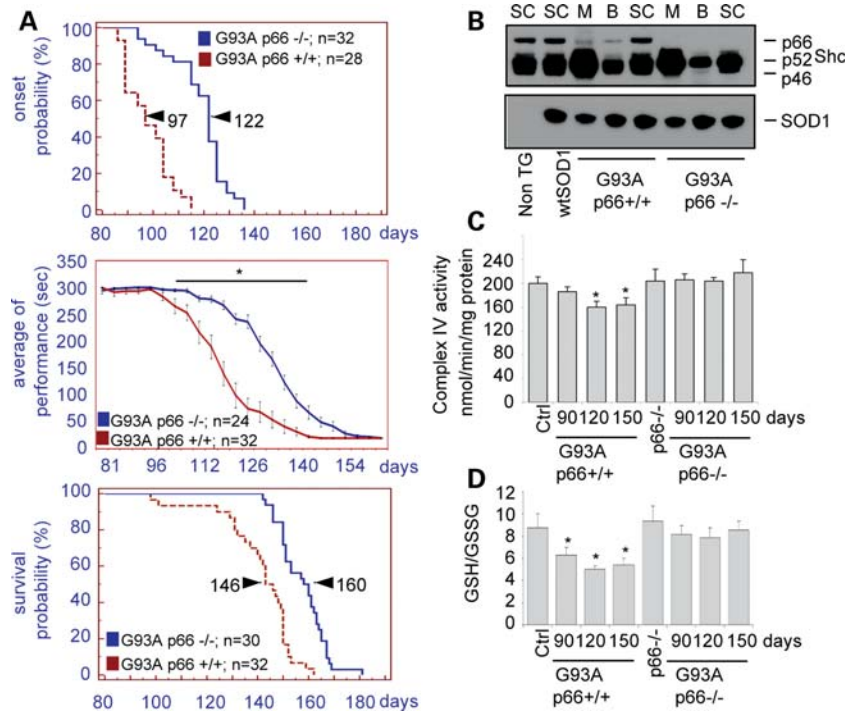 A
onset
probability (%)
100
80
60
40
20
0
G93A p66 -/-; n=32
G93A p66 +/+; n=28
97
122
80 100 120 140 160 180 days
average of
performance (sec)
350
300
250
200
150
100
50
0
*
G93A p66 -/-; n=24
G93A p66 +/+; n=32
81 96 112 126 140 154 days
survival
probability (%)
100
80
60
40
20
0
146
160
G93A p66 -/-; n=30
G93A p66 +/+; n=32
80 100 120 140 160 180 days
B
SC SC M B SC M B SC
p66
p52 Shc
p46
SOD1
Non TG
wtSOD1
G93A
p66+/+
G93A
p66 -/-
C
Complex IV activity
nmol/min/mg protein
280
240
200
160
120
80
40
0
* *
Ctrl
90 120 150
p66-/-
90 120 150 days
G93A
p66+/+
G93A
p66-/-
D
GSH/GSSG
12
10
8
6
4
2
0
* * *
Ctrl
90 120 150
p66-/-
90 120 150 days
G93A
p66+/+
G93A
p66-/-